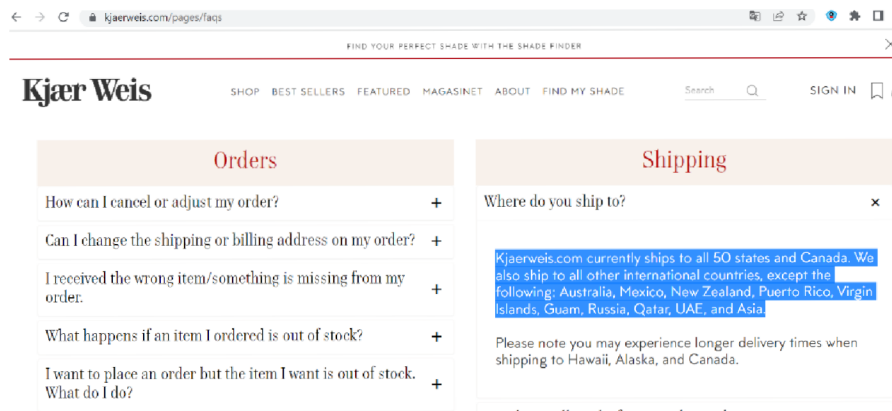 kjaerweis.com/pages/faqs
FIND YOUR PERFECT SHADE WITH THE SHADE FINDER
Kjær Weis
SHOP BEST SELLERS FEATURED MAGASINET ABOUT FIND MY SHADE
Search
SIGN IN
Orders
How can I cancel or adjust my order?
Can I change the shipping or billing address on my order?
I received the wrong item/something is missing from my
order.
What happens if an item I ordered is out of stock?
I want to place an order but the item I want is out of stock.
What do I do?
Shipping
Where do you ship to?
Kjaerweis.com currently ships to all 50 states and Canada. We
also ship to all other international countries, except the
following: Australia, Mexico, New Zealand, Puerto Rico, Virgin
Islands, Guam, Russia, Qatar, UAE, and Asia.
Please note you may experience longer delivery times when
shipping to Hawaii, Alaska, and Canada.